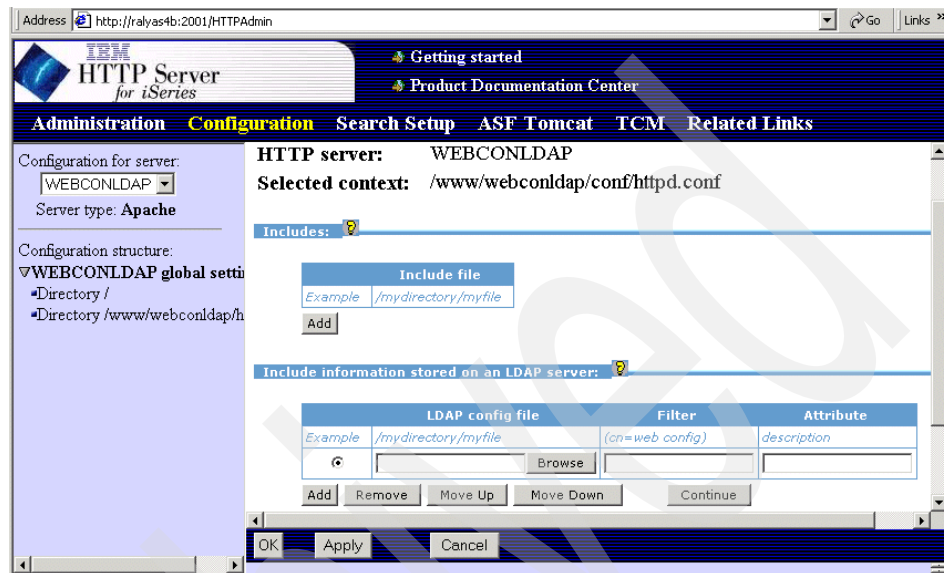 Address http://ralyas4b:2001/HTTPAdmin Go Links »
IBM
HTTP Server
for iSeries
Getting started
Product Documentation Center
Administration Configuration Search Setup ASF Tomcat TCM Related Links
Configuration for server:
WEBCONLDAP
Server type: Apache
Configuration structure:
WEBCONLDAP global setti
Directory /
Directory /www/webconldap/h
HTTP server: WEBCONLDAP
Selected context: /www/webconldap/conf/httpd.conf
Includes: ?
Include file
Example /mydirectory/myfile
Add
Include information stored on an LDAP server: ?
LDAP config file Filter Attribute
Example /mydirectory/myfile (cn=web config) description
Browse
Add Remove Move Up Move Down Continue
OK Apply Cancel